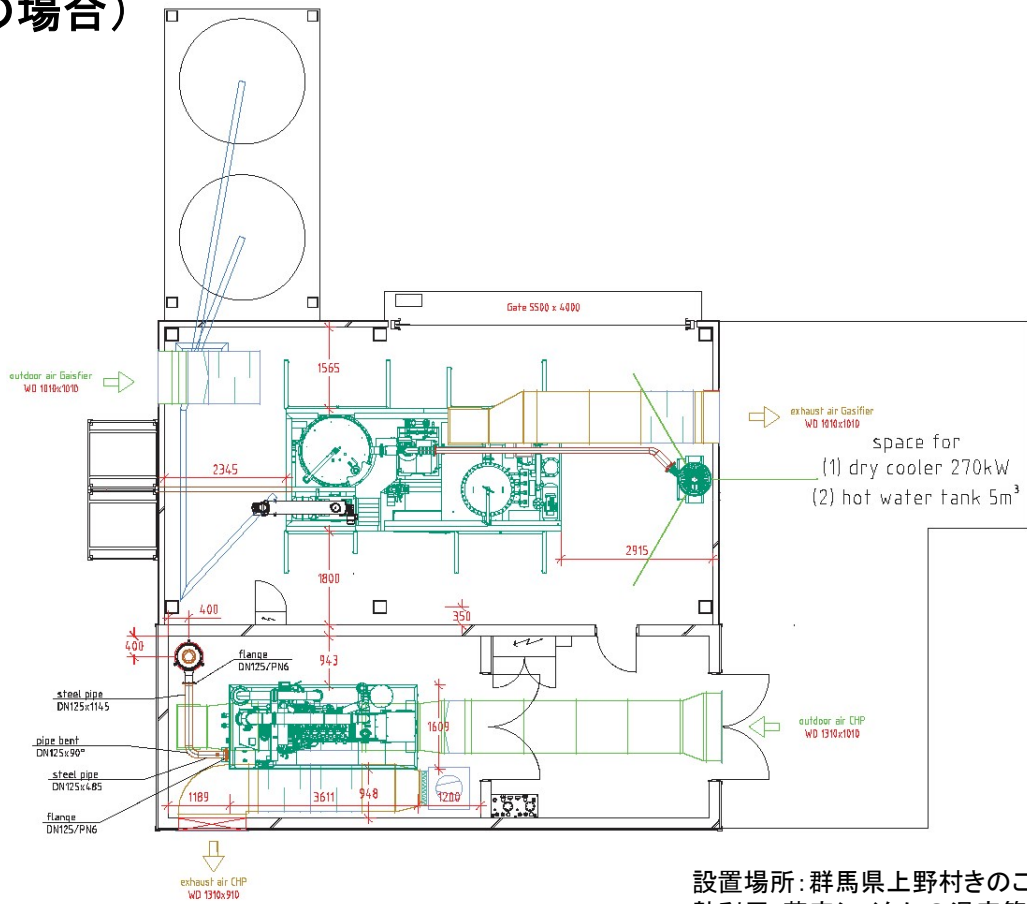 の場合）
Gate 5500 x 4000
1565
outdoor air Gaisfier
WD 1010x1010
exhaust air Gasifier
WD 1010x1010
space for
(1) dry cooler 270kW
(2) hot water tank 5m³
2345
2915
1800
400
350
400
943
flange
DN125/PN6
steel pipe
DN125x1145
1609
outdoor air CHP
WD 1310x1010
pipe bent
DN125x90°
steel pipe
DN125x485
1189
3611
948
1200
flange
DN125/PN6
exhaust air CHP
WD 1310x910
設置場所：群馬県上野村きのこ